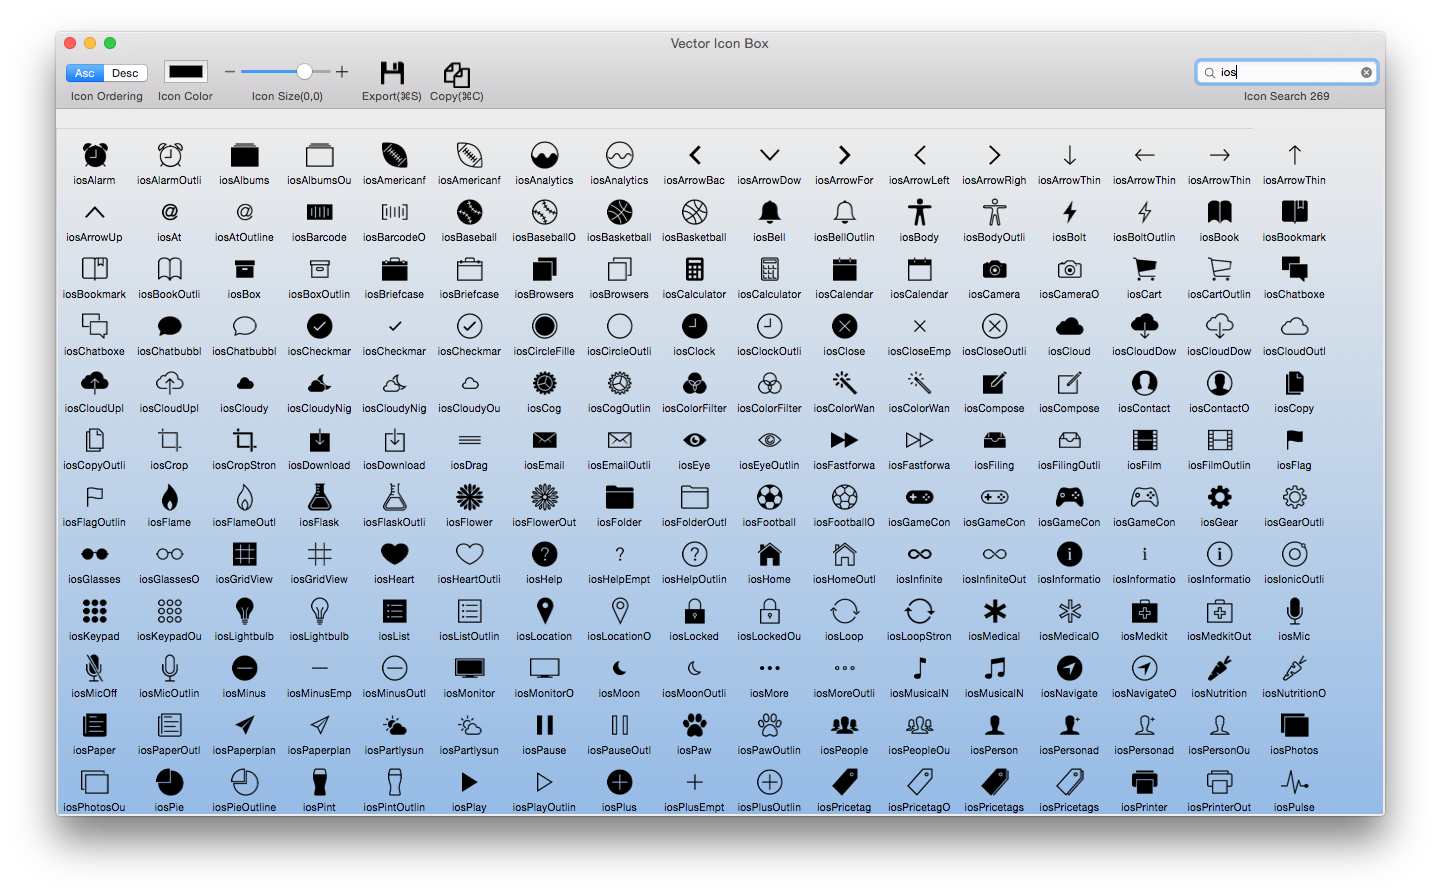 Vector Icon Box
Asc Desc
ios
Icon Ordering Icon Color Icon Size(0,0) Export(⌘S) Copy(⌘C) Icon Search 269
iosAlarm iosAlarmOutli iosAlbums iosAlbumsOu iosAmericanf iosAmericanf iosAnalytics iosAnalytics iosArrowBac iosArrowDow iosArrowFor iosArrowLeft iosArrowRigh iosArrowThin iosArrowThin iosArrowThin iosArrowThin
iosArrowUp iosAt iosAtOutline iosBarcode iosBarcodeO iosBaseball iosBaseballO iosBasketball iosBasketball iosBell iosBellOutlin iosBody iosBodyOutli iosBolt iosBoltOutlin iosBook iosBookmark
iosBookmark iosBookOutli iosBox iosBoxOutlin iosBriefcase iosBriefcase iosBrowsers iosBrowsers iosCalculator iosCalculator iosCalendar iosCalendar iosCamera iosCameraO iosCart iosCartOutlin iosChatboxe
iosChatboxe iosChatbubbl iosChatbubbl iosCheckmar iosCheckmar iosCheckmar iosCircleFille iosCircleOutli iosClock iosClockOutli iosClose iosCloseEmp iosCloseOutli iosCloud iosCloudDow iosCloudDow iosCloudOutl
iosCloudUpl iosCloudUpl iosCloudy iosCloudyNig iosCloudyNig iosCloudyOu iosCog iosCogOutlin iosColorFilter iosColorFilter iosColorWan iosColorWan iosCompose iosCompose iosContact iosContactO iosCopy
iosCopyOutli iosCrop iosCropStron iosDownload iosDownload iosDrag iosEmail iosEmailOutli iosEye iosEyeOutlin iosFastforwa iosFastforwa iosFiling iosFilingOutli iosFilm iosFilmOutlin iosFlag
iosFlagOutlin iosFlame iosFlameOutl iosFlask iosFlaskOutli iosFlower iosFlowerOut iosFolder iosFolderOutl iosFootball iosFootballO iosGameCon iosGameCon iosGameCon iosGameCon iosGear iosGearOutli
iosGlasses iosGlassesO iosGridView iosGridView iosHeart iosHeartOutli iosHelp iosHelpEmpt iosHelpOutlin iosHome iosHomeOutl iosInfinite iosInfiniteOut iosInformatio iosInformatio iosInformatio iosIonicOutli
iosKeypad iosKeypadOu iosLightbulb iosLightbulb iosList iosListOutlin iosLocation iosLocationO iosLocked iosLockedOu iosLoop iosLoopStron iosMedical iosMedicalO iosMedkit iosMedkitOut iosMic
iosMicOff iosMicOutlin iosMinus iosMinusEmp iosMinusOutl iosMonitor iosMonitorO iosMoon iosMoonOutli iosMore iosMoreOutli iosMusicalN iosMusicalN iosNavigate iosNavigateO iosNutrition iosNutritionO
iosPaper iosPaperOutl iosPaperplan iosPaperplan iosPartlysun iosPartlysun iosPause iosPauseOutl iosPaw iosPawOutlin iosPeople iosPeopleOu iosPerson iosPersonad iosPersonad iosPersonOu iosPhotos
iosPhotosOu iosPie iosPieOutline iosPint iosPintOutlin iosPlay iosPlayOutlin iosPlus iosPlusEmpt iosPlusOutlin iosPricetag iosPricetagO iosPricetags iosPricetags iosPrinter iosPrinterOut iosPulse